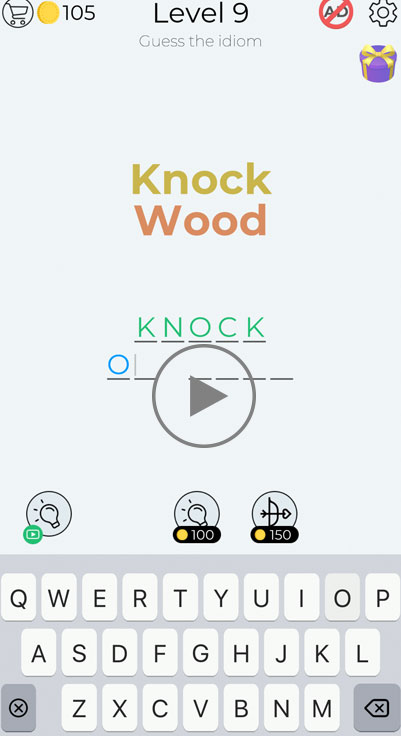 105 Level 9 AD
Guess the idiom
Knock
Wood
KNOCK
O
100 150
Q W E R T Y U I O P
A S D F G H J K L
Z X C V B N M